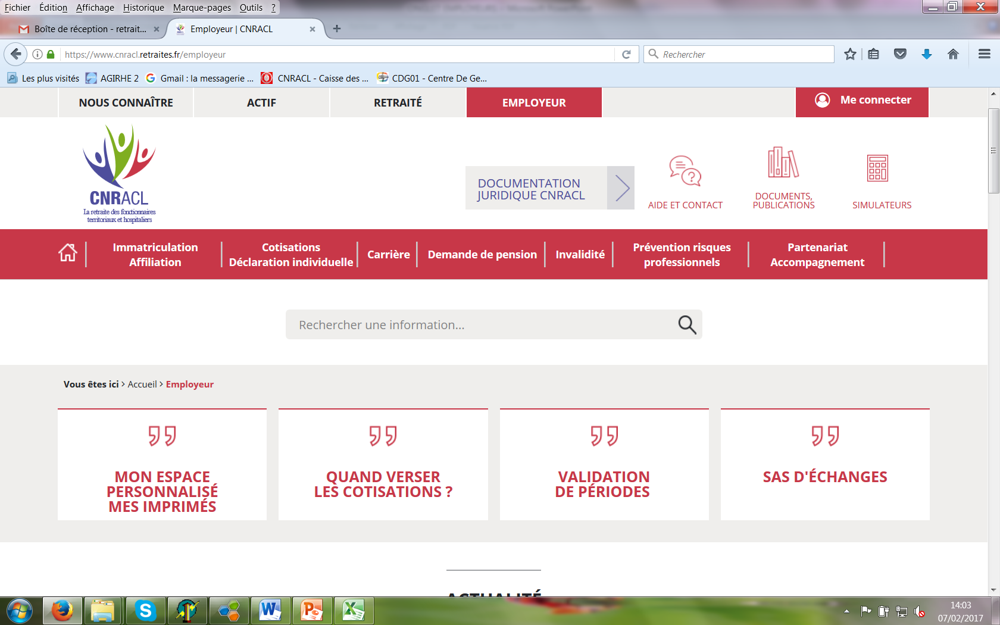 Fichier Édition Affichage Historique Marque-pages Outils ?
Boîte de réception - retrait... × Employeur | CNRACL × +
https://www.cnracl.retraites.fr/employeur Rechercher
Les plus visités AGIRHE 2 Gmail : la messagerie ... CNRACL - Caisse des ... CDG01 - Centre De Ge...
NOUS CONNAÎTRE ACTIF RETRAITÉ EMPLOYEUR Me connecter
CNRACL
La retraite des fonctionnaires
territoriaux et hospitaliers
DOCUMENTATION
JURIDIQUE CNRACL
AIDE ET CONTACT
DOCUMENTS,
PUBLICATIONS
SIMULATEURS
Immatriculation
Affiliation
Cotisations
Déclaration individuelle
Carrière
Demande de pension
Invalidité
Prévention risques
professionnels
Partenariat
Accompagnement
Rechercher une information...
Vous êtes ici > Accueil > Employeur
MON ESPACE
PERSONNALISÉ
MES IMPRIMÉS
QUAND VERSER
LES COTISATIONS ?
VALIDATION
DE PÉRIODES
SAS D'ÉCHANGES
ACTUALITÉ
14:03
07/02/2017